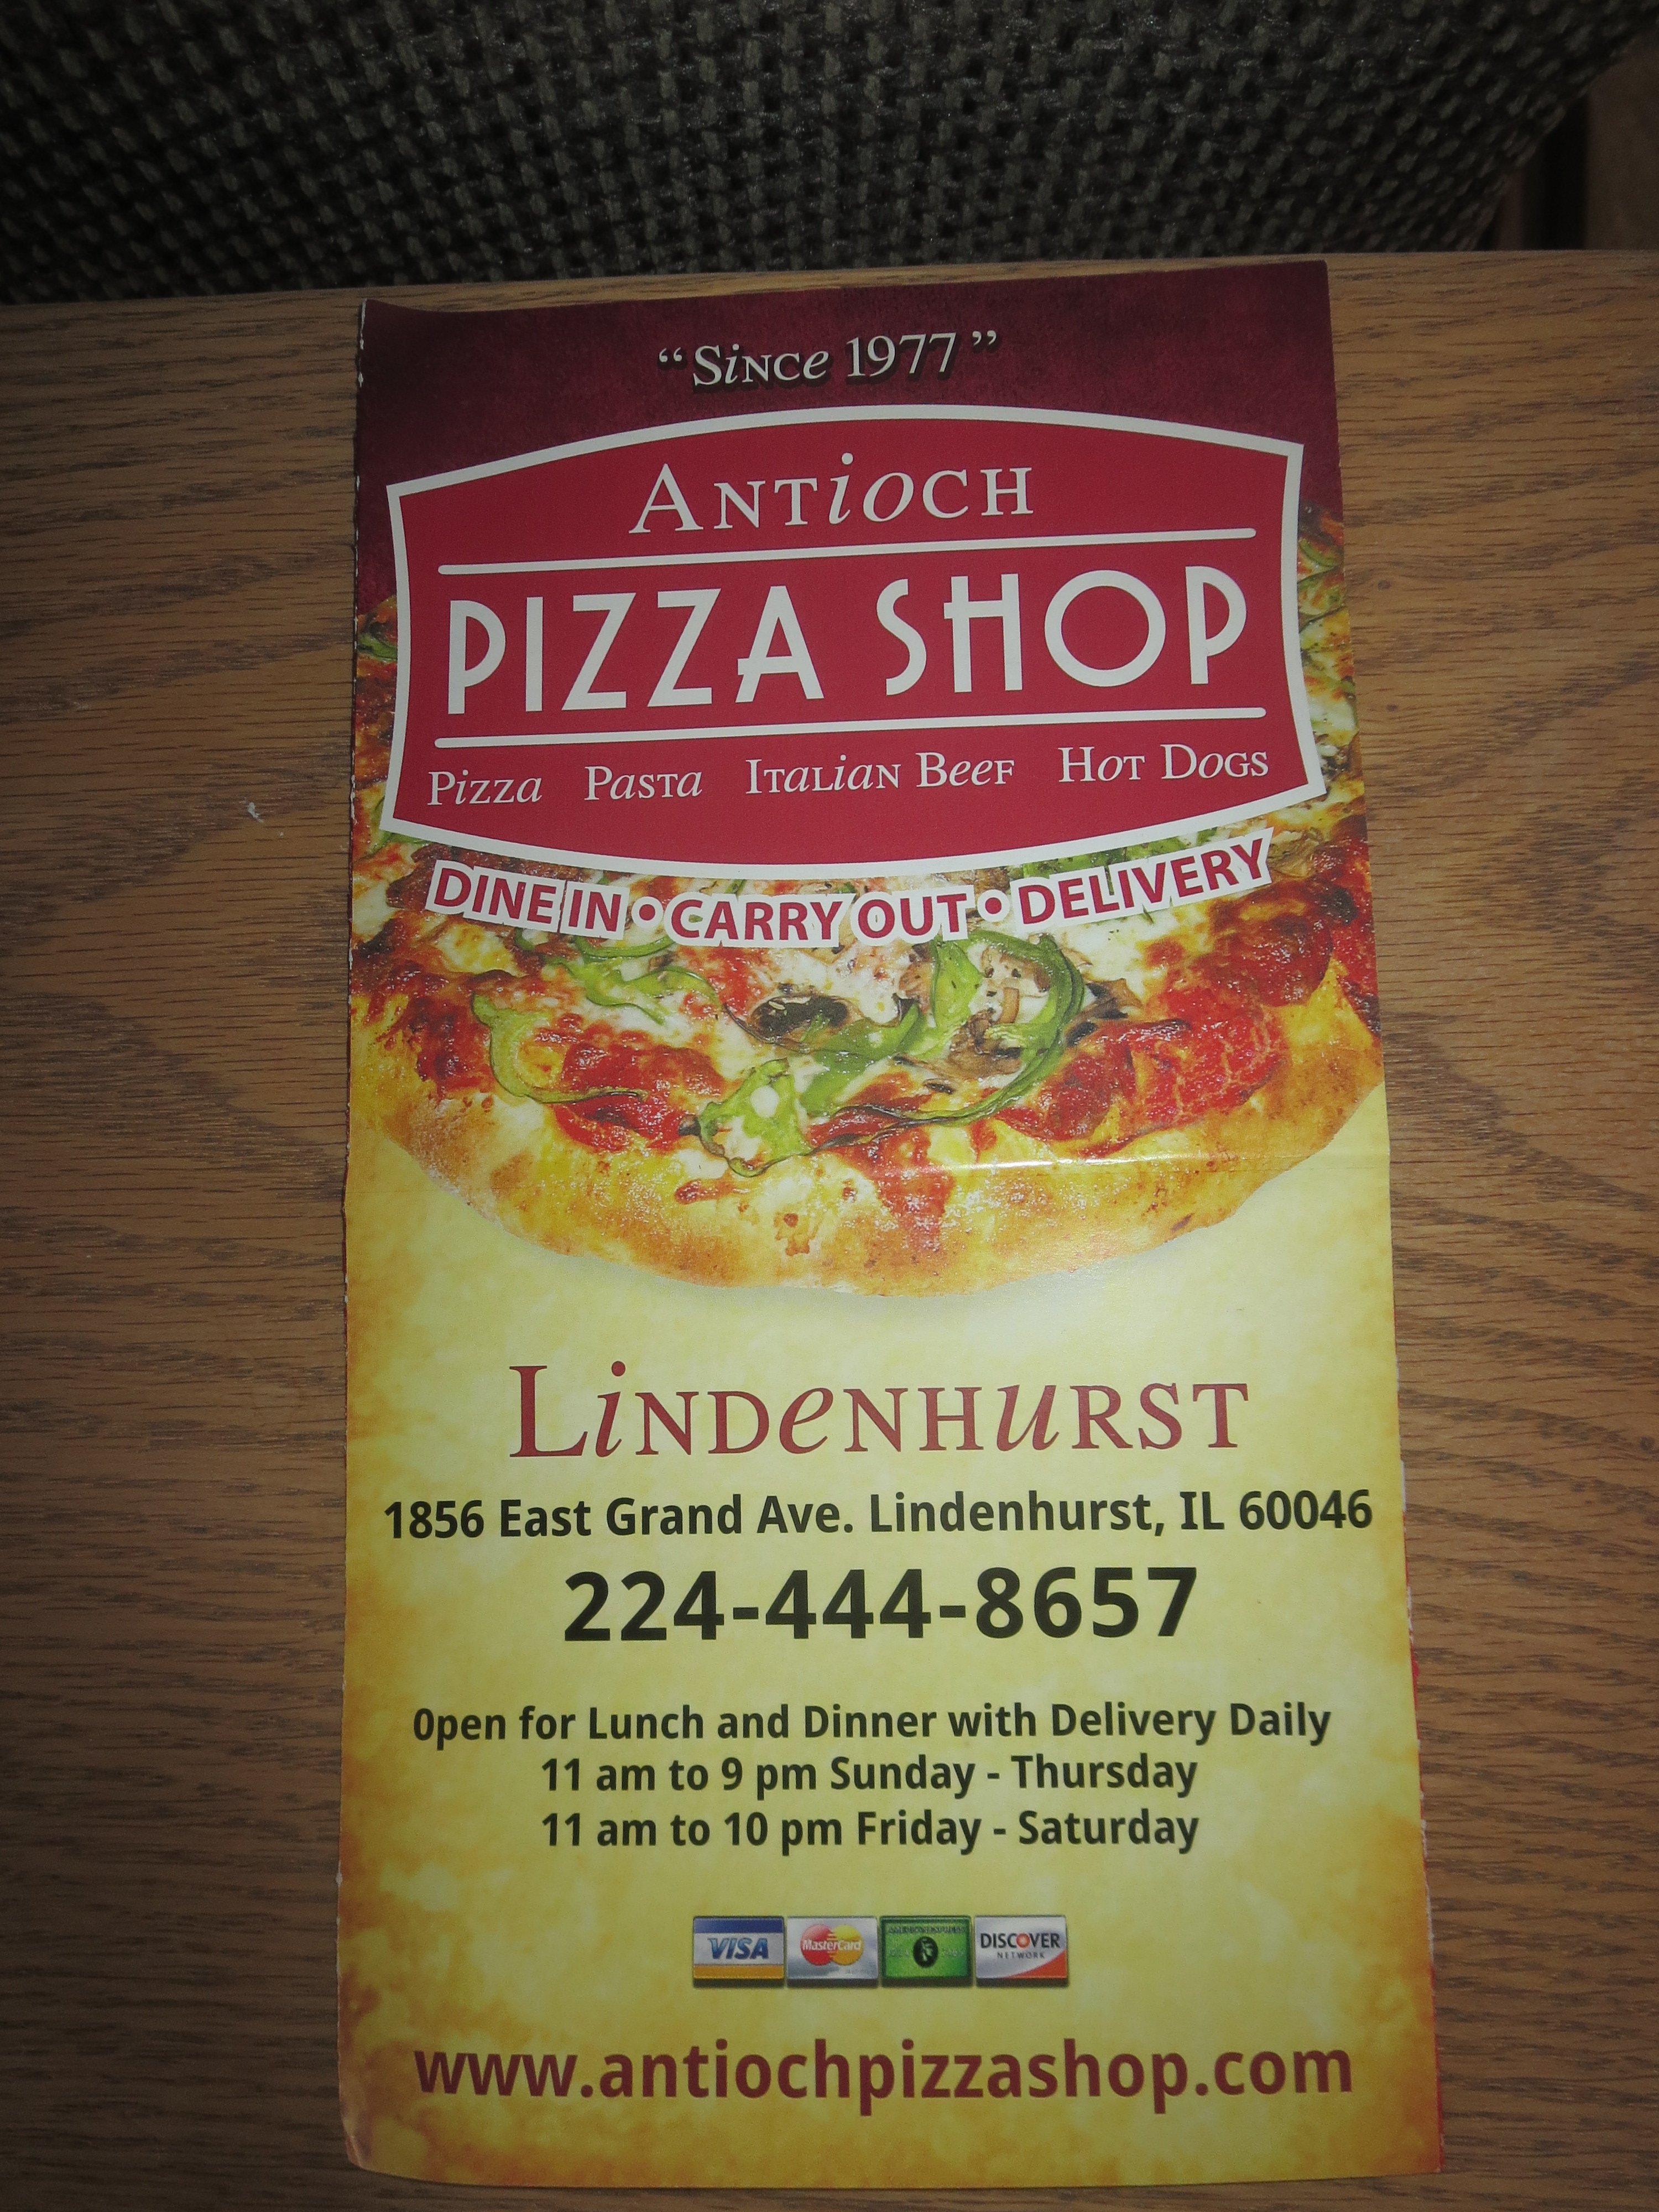 “Since 1977”
Antioch
PIZZA SHOP
Pizza Pasta Italian Beef Hot Dogs
DINE IN • CARRY OUT • DELIVERY
Lindenhurst
1856 East Grand Ave. Lindenhurst, IL 60046
224-444-8657
Open for Lunch and Dinner with Delivery Daily
11 am to 9 pm Sunday - Thursday
11 am to 10 pm Friday - Saturday
VISA MasterCard DISCOVER
NETWORK
www.antiochpizzashop.com